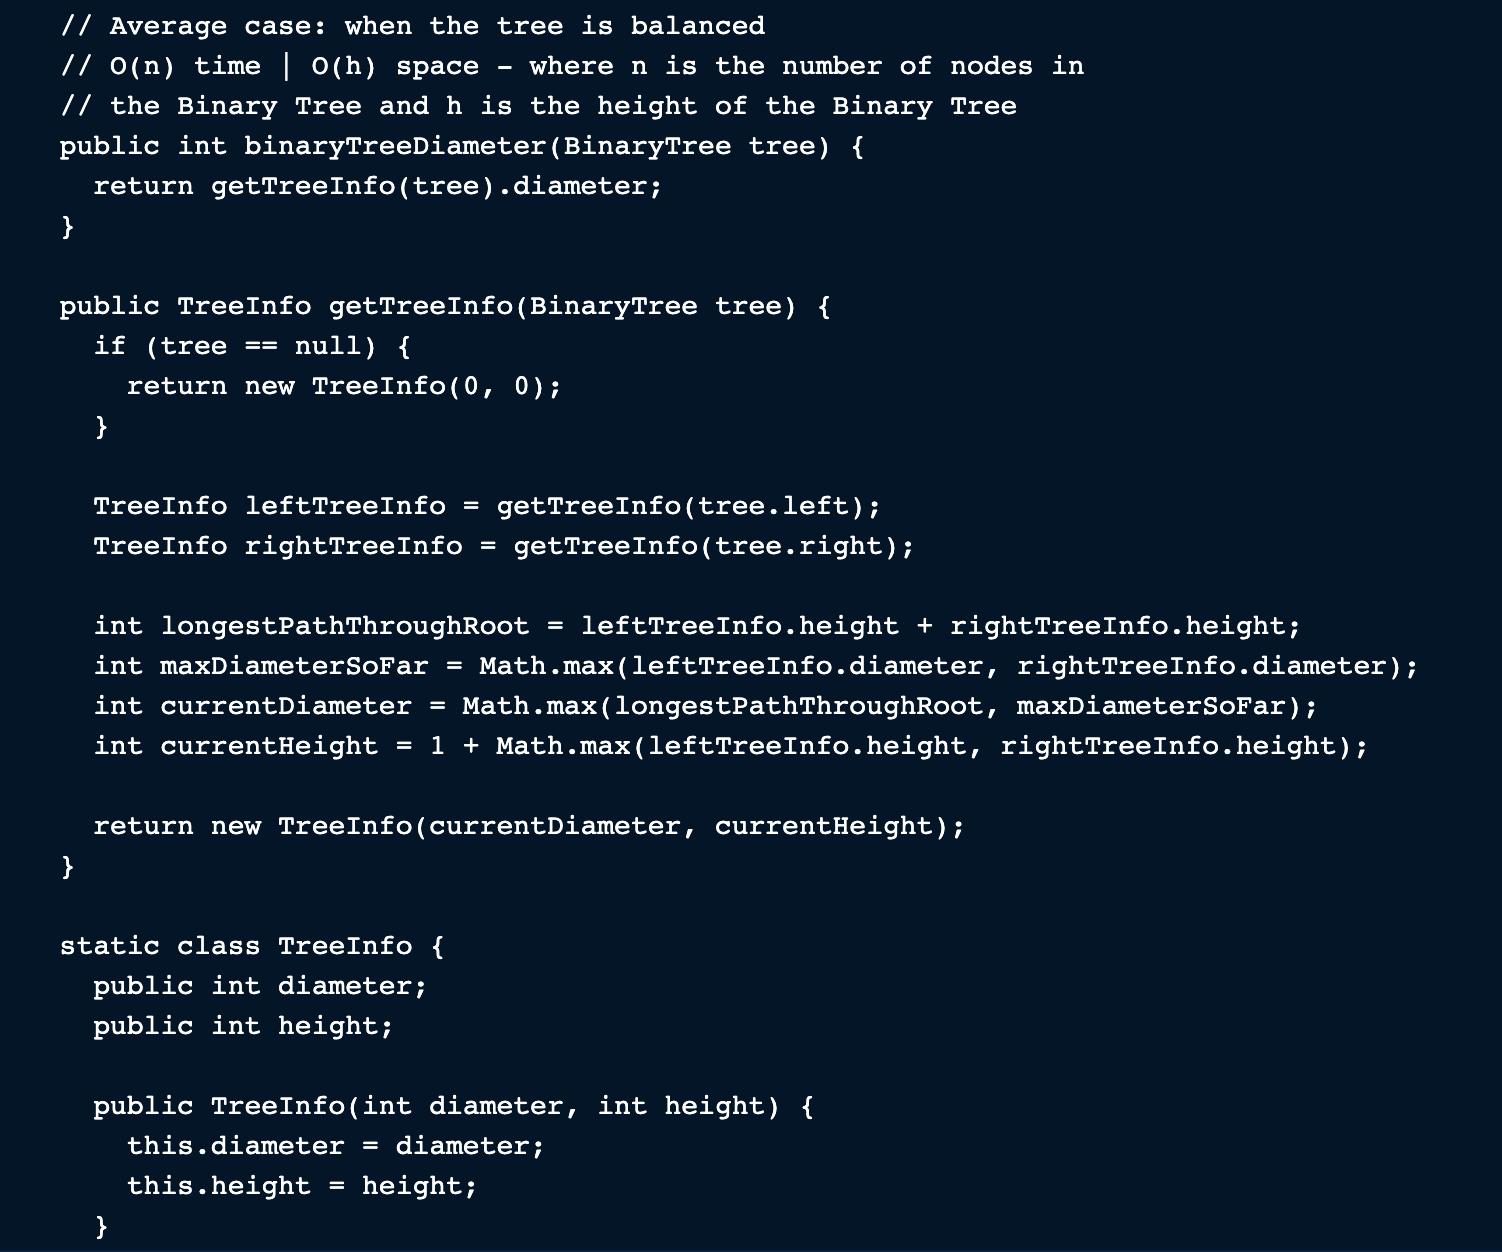 // Average case: when the tree is balanced
// O(n) time | O(h) space - where n is the number of nodes in
// the Binary Tree and h is the height of the Binary Tree
public int binaryTreeDiameter(BinaryTree tree) {
  return getTreeInfo(tree).diameter;
}

public TreeInfo getTreeInfo(BinaryTree tree) {
  if (tree == null) {
    return new TreeInfo(0, 0);
  }

  TreeInfo leftTreeInfo = getTreeInfo(tree.left);
  TreeInfo rightTreeInfo = getTreeInfo(tree.right);

  int longestPathThroughRoot = leftTreeInfo.height + rightTreeInfo.height;
  int maxDiameterSoFar = Math.max(leftTreeInfo.diameter, rightTreeInfo.diameter);
  int currentDiameter = Math.max(longestPathThroughRoot, maxDiameterSoFar);
  int currentHeight = 1 + Math.max(leftTreeInfo.height, rightTreeInfo.height);

  return new TreeInfo(currentDiameter, currentHeight);
}

static class TreeInfo {
  public int diameter;
  public int height;

  public TreeInfo(int diameter, int height) {
    this.diameter = diameter;
    this.height = height;
  }